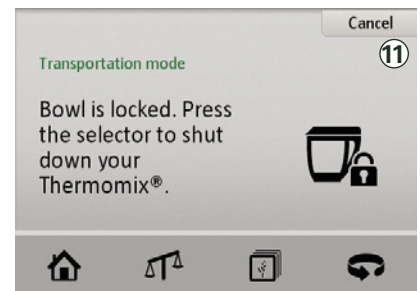 Cancel
11
Transportation mode
Bowl is locked. Press
the selector to shut
down your
Thermomix®.